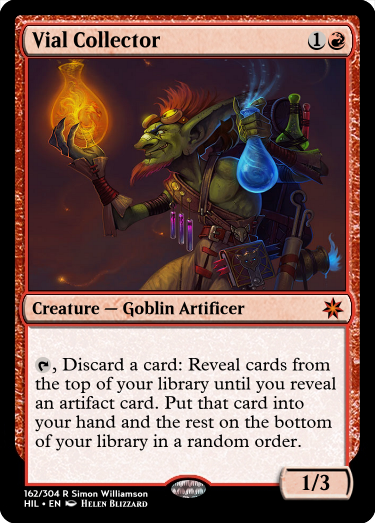 Vial Collector 1
Creature — Goblin Artificer
, Discard a card: Reveal cards from
the top of your library until you reveal
an artifact card. Put that card into
your hand and the rest on the bottom
of your library in a random order.
1/3
162/304 R Simon Williamson
HIL • EN Helen Blizzard